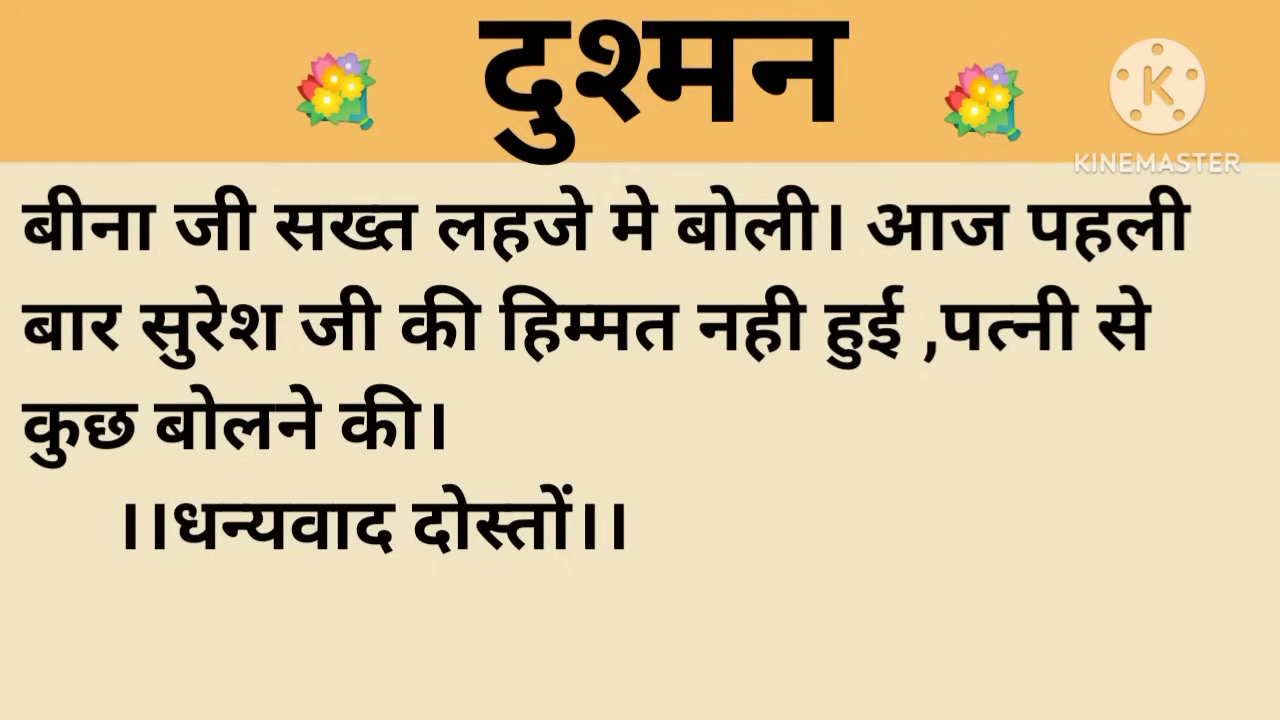 दुश्मन
KINEMASTER
बीना जी सख्त लहजे मे बोली। आज पहली
बार सुरेश जी की हिम्मत नही हुई ,पत्नी से
कुछ बोलने की।
।।धन्यवाद दोस्तों।।